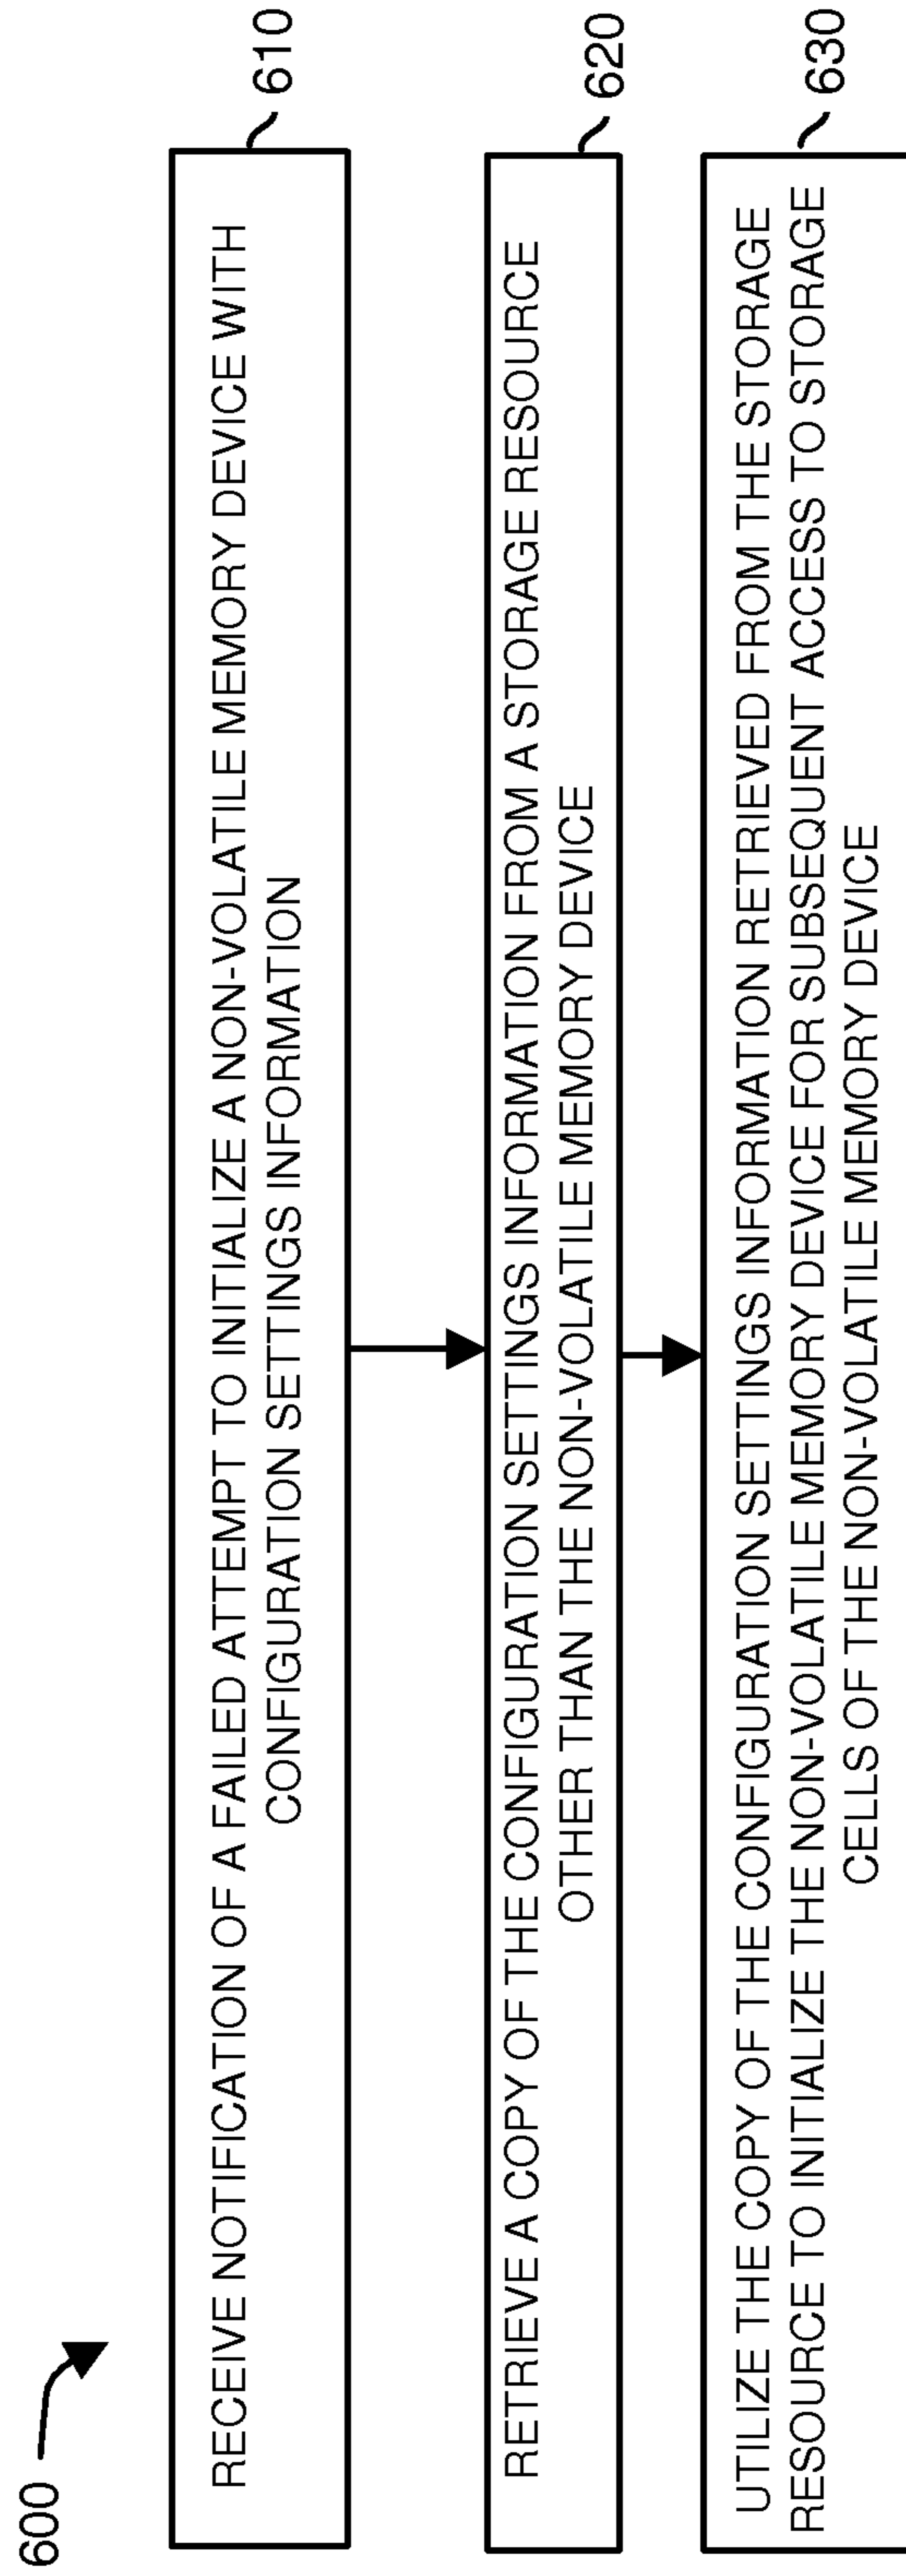 600
RECEIVE NOTIFICATION OF A FAILED ATTEMPT TO INITIALIZE A NON-VOLATILE MEMORY DEVICE WITH
CONFIGURATION SETTINGS INFORMATION
610
RETRIEVE A COPY OF THE CONFIGURATION SETTINGS INFORMATION FROM A STORAGE RESOURCE
OTHER THAN THE NON-VOLATILE MEMORY DEVICE
620
UTILIZE THE COPY OF THE CONFIGURATION SETTINGS INFORMATION RETRIEVED FROM THE STORAGE
RESOURCE TO INITIALIZE THE NON-VOLATILE MEMORY DEVICE FOR SUBSEQUENT ACCESS TO STORAGE
CELLS OF THE NON-VOLATILE MEMORY DEVICE
630